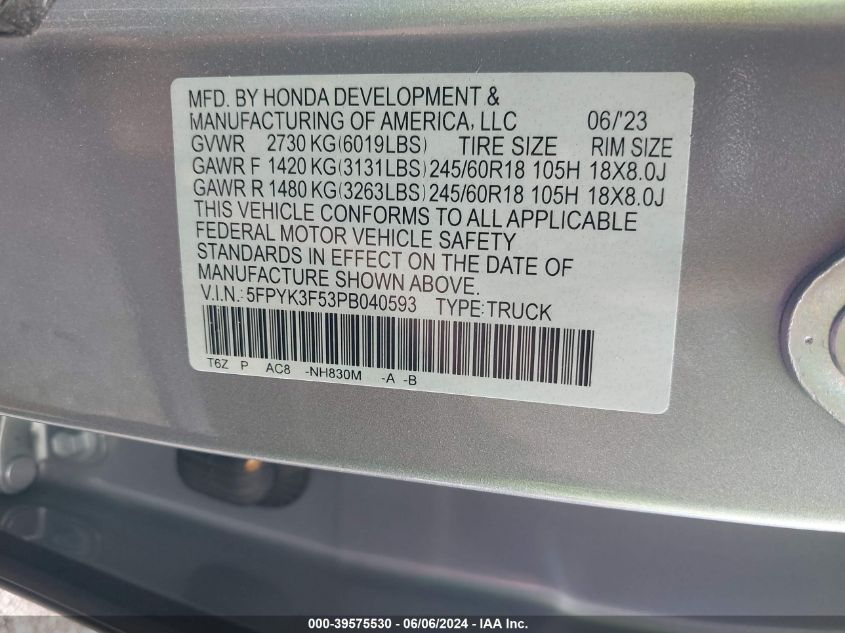 MFD. BY HONDA DEVELOPMENT &
MANUFACTURING OF AMERICA, LLC 06/'23
GVWR 2730 KG(6019LBS) TIRE SIZE RIM SIZE
GAWR F 1420 KG(3131LBS) 245/60R18 105H 18X8.0J
GAWR R 1480 KG(3263LBS) 245/60R18 105H 18X8.0J
THIS VEHICLE CONFORMS TO ALL APPLICABLE
FEDERAL MOTOR VEHICLE SAFETY
STANDARDS IN EFFECT ON THE DATE OF
MANUFACTURE SHOWN ABOVE.
V.I.N.: 5FPYK3F53PB040593 TYPE:TRUCK
T6Z P AC8 -NH830M -A -B
000-39575530 - 06/06/2024 - IAA Inc.